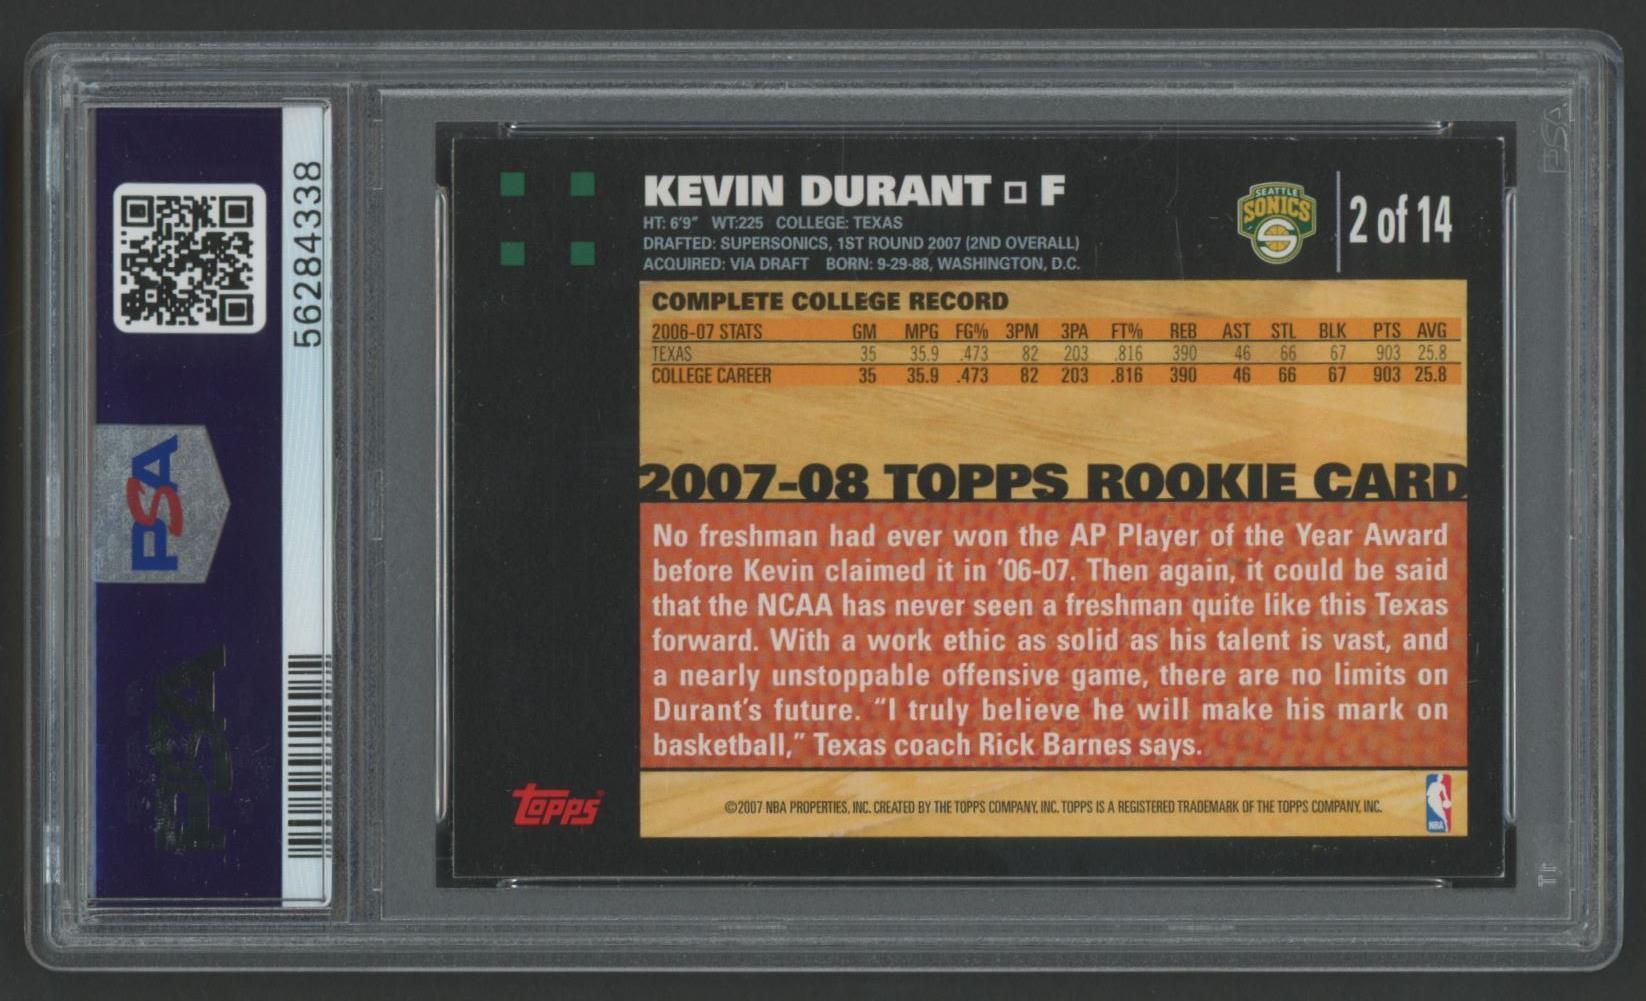 56284338
PSA
PSA
PSA
KEVIN DURANT □ F
HT: 6'9" WT:225 COLLEGE: TEXAS
DRAFTED: SUPERSONICS, 1ST ROUND 2007 (2ND OVERALL)
ACQUIRED: VIA DRAFT BORN: 9-29-88, WASHINGTON, D.C.
SEATTLE
SONICS
2 of 14
COMPLETE COLLEGE RECORD
2006-07 STATS GM MPG FG% 3PM 3PA FT% REB AST STL BLK PTS AVG
TEXAS 35 35.9 .473 82 203 .816 390 46 66 67 903 25.8
COLLEGE CAREER 35 35.9 .473 82 203 .816 390 46 66 67 903 25.8
2007-08 TOPPS ROOKIE CARD
No freshman had ever won the AP Player of the Year Award
before Kevin claimed it in '06-07. Then again, it could be said
that the NCAA has never seen a freshman quite like this Texas
forward. With a work ethic as solid as his talent is vast, and
a nearly unstoppable offensive game, there are no limits on
Durant's future. "I truly believe he will make his mark on
basketball," Texas coach Rick Barnes says.
topps®
©2007 NBA PROPERTIES, INC. CREATED BY THE TOPPS COMPANY, INC. TOPPS IS A REGISTERED TRADEMARK OF THE TOPPS COMPANY, INC.
NBA